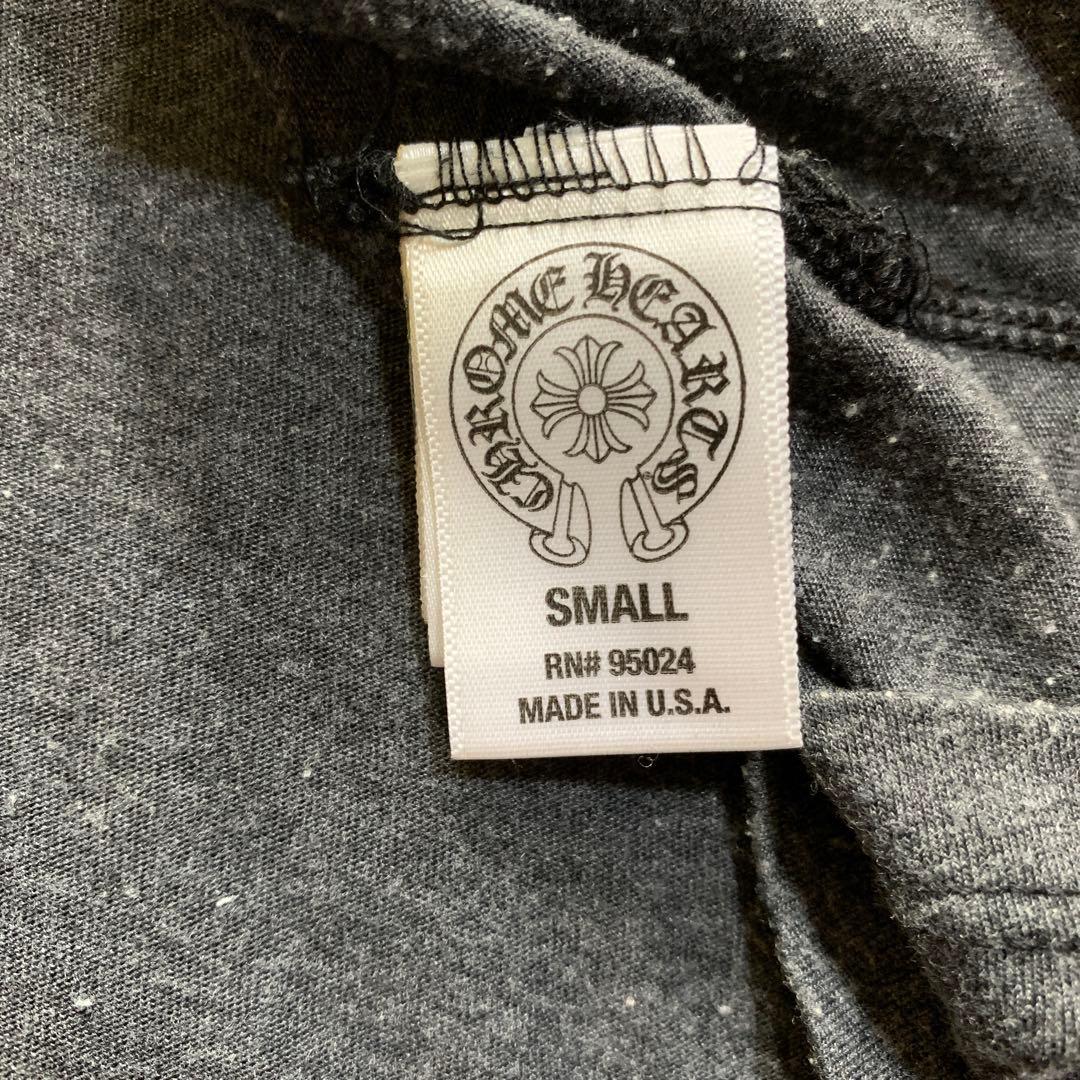 CHROME HEARTS
SMALL
RN# 95024
MADE IN U.S.A.